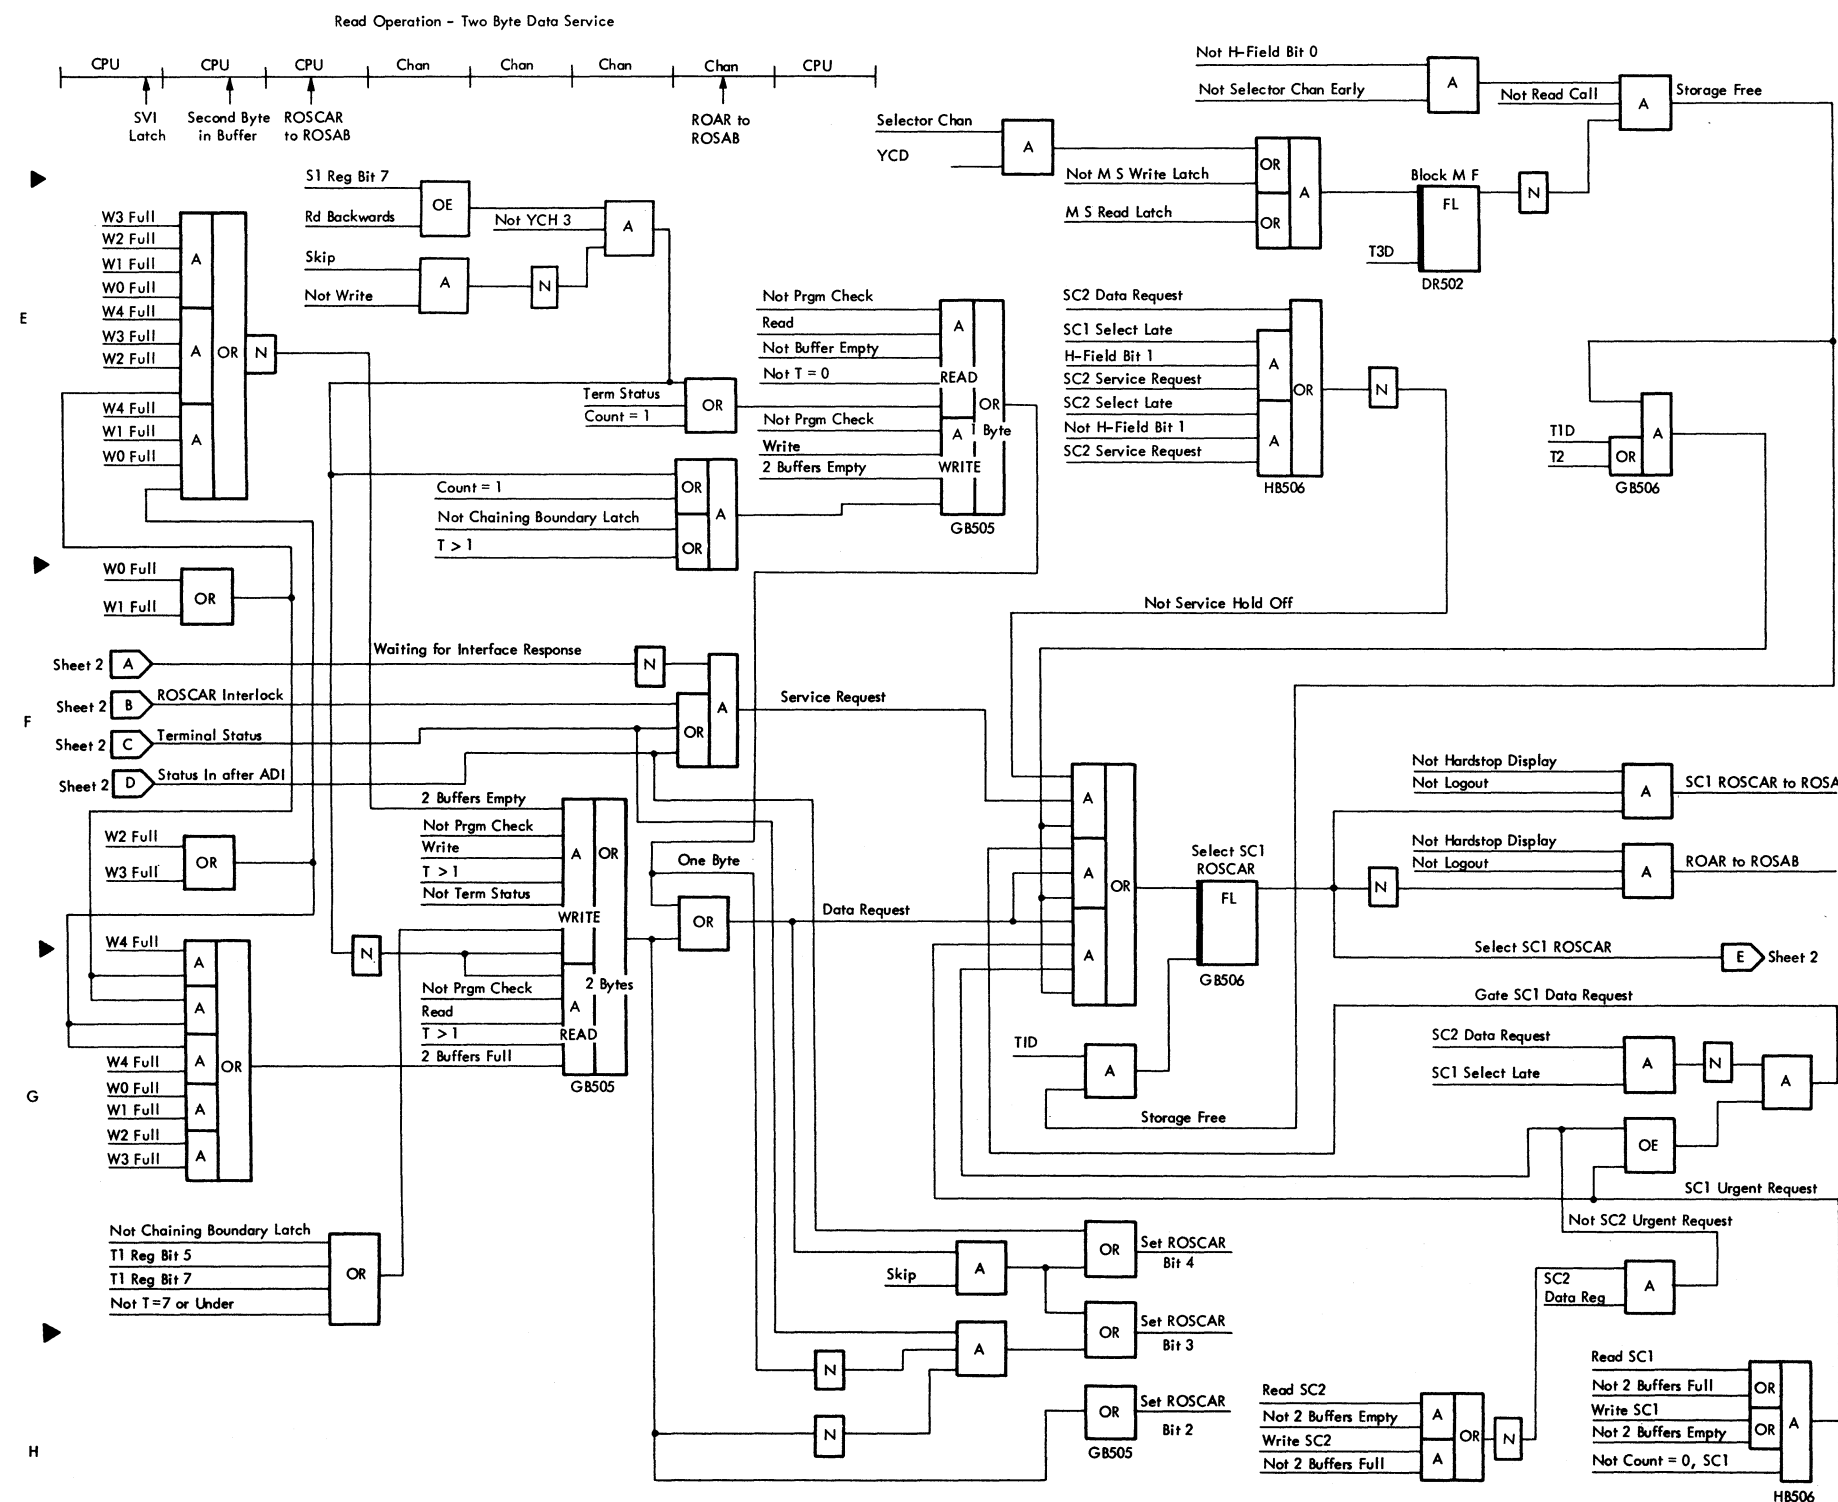 Read Operation - Two Byte Data Service
CPU CPU CPU Chan Chan Chan Chan CPU
SVI Latch
Second Byte in Buffer
ROSCAR to ROSAB
ROAR to ROSAB
Not H-Field Bit 0
Not Selector Chan Early
A
Not Read Call
A
Storage Free
Selector Chan
YCD
A
Not M S Write Latch
M S Read Latch
OR
OR
A
Block M F
FL
T3D
DR502
N
E
S1 Reg Bit 7
Rd Backwards
OE
Not YCH 3
A
Skip
Not Write
A
N
W3 Full
W2 Full
W1 Full
W0 Full
A
W4 Full
W3 Full
W2 Full
A
OR
N
W4 Full
W1 Full
W0 Full
A
Term Status
Count = 1
OR
Not Prgm Check
Read
Not Buffer Empty
Not T = 0
A
READ
OR
Not Prgm Check
Write
2 Buffers Empty
A
1 Byte
WRITE
GB505
Count = 1
Not Chaining Boundary Latch
T > 1
OR
OR
A
SC2 Data Request
SC1 Select Late
H-Field Bit 1
SC2 Service Request
SC2 Select Late
Not H-Field Bit 1
SC2 Service Request
A
A
OR
HB506
N
T1D
T2
OR
A
GB506
Not Service Hold Off
W0 Full
W1 Full
OR
F
Sheet 2 A
Waiting for Interface Response
N
Sheet 2 B
ROSCAR Interlock
Sheet 2 C
Terminal Status
Sheet 2 D
Status In after ADI
OR
A
Service Request
2 Buffers Empty
Not Prgm Check
Write
T > 1
Not Term Status
A
OR
WRITE
N
Not Prgm Check
Read
T > 1
2 Buffers Full
2 Bytes
A
READ
GB505
W2 Full
W3 Full
OR
One Byte
OR
Data Request
A
A
A
OR
Select SC1 ROSCAR
FL
GB506
Not Hardstop Display
Not Logout
A
SC1 ROSCAR to ROSA
Not Hardstop Display
Not Logout
N
A
ROAR to ROSAB
Select SC1 ROSCAR
E Sheet 2
G
W4 Full
A
A
W4 Full
A
W0 Full
W1 Full
A
W2 Full
W3 Full
A
OR
TID
A
Storage Free
Gate SC1 Data Request
SC2 Data Request
SC1 Select Late
A
N
A
OE
SC1 Urgent Request
Not SC2 Urgent Request
Not Chaining Boundary Latch
T1 Reg Bit 5
T1 Reg Bit 7
Not T=7 or Under
OR
Skip
A
OR
Set ROSCAR Bit 4
OR
Set ROSCAR Bit 3
N
A
N
OR
Set ROSCAR Bit 2
GB505
SC2
Data Reg
A
H
Read SC2
Not 2 Buffers Empty
Write SC2
Not 2 Buffers Full
A
A
OR
N
Read SC1
Not 2 Buffers Full
Write SC1
Not 2 Buffers Empty
Not Count = 0, SC1
OR
OR
A
HB506